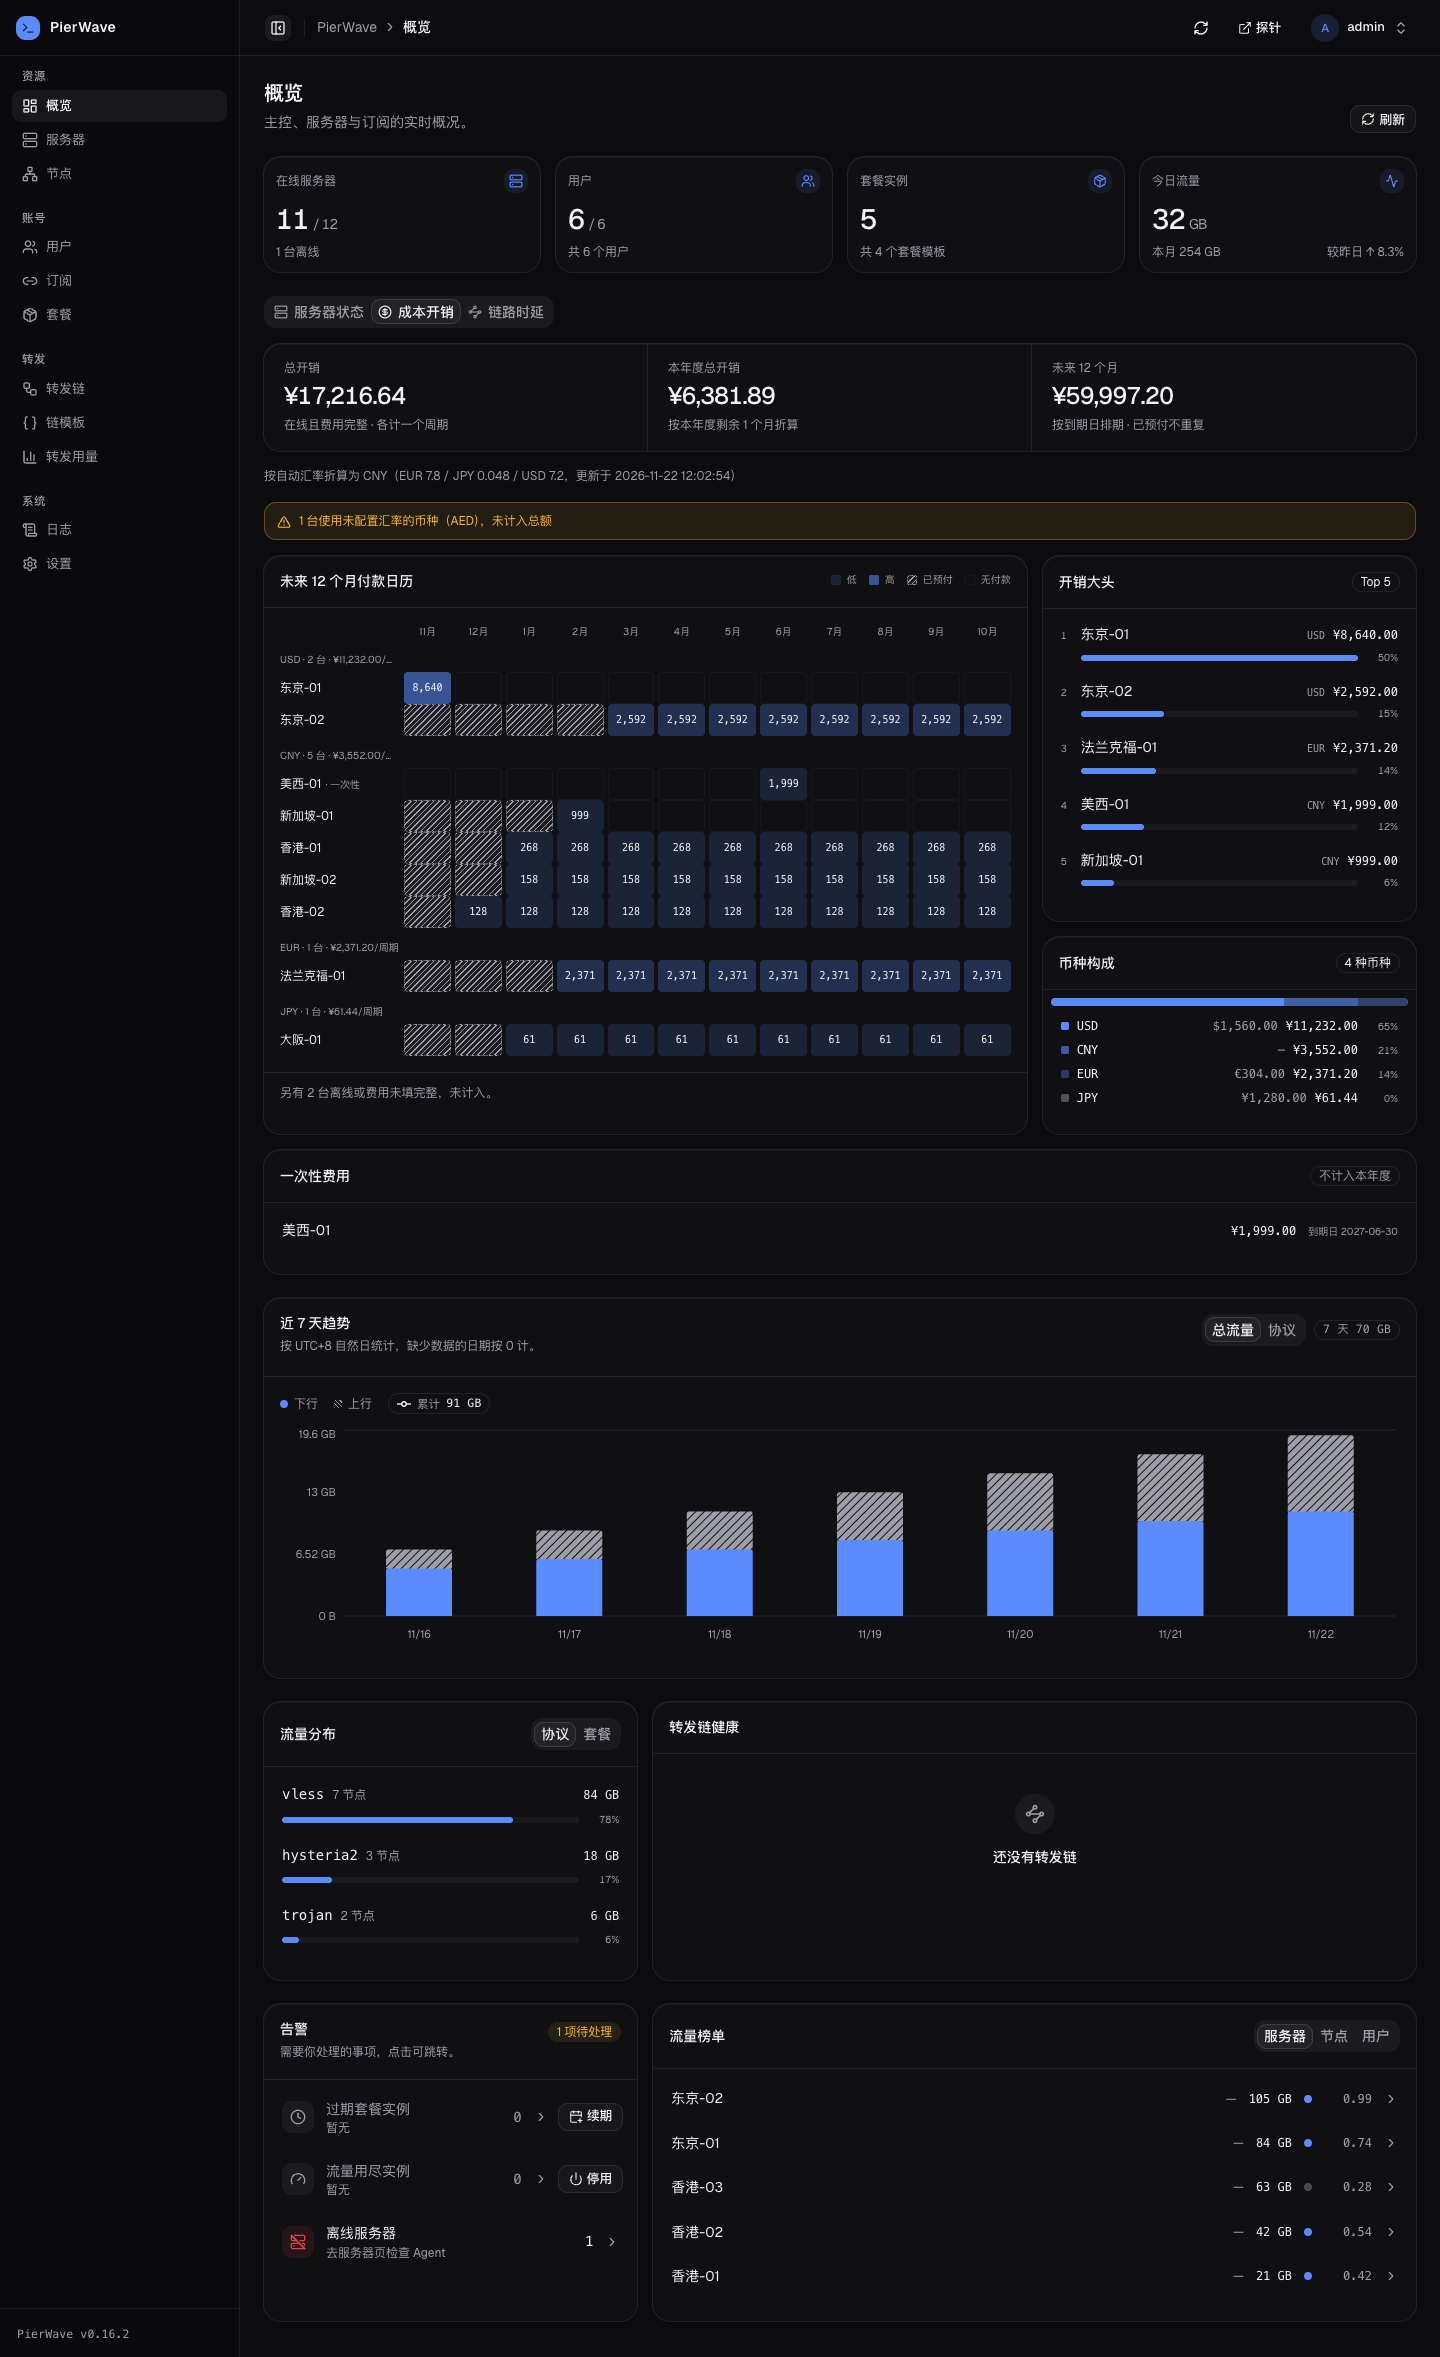 PierWave
PierWave > 概览
探针
A admin
资源
概览
服务器
节点
账号
用户
订阅
套餐
转发
转发链
链模板
转发用量
系统
日志
设置
PierWave v0.16.2
概览
主控、服务器与订阅的实时概况。
刷新
在线服务器
11 / 12
1 台离线
用户
6 / 6
共 6 个用户
套餐实例
5
共 4 个套餐模板
今日流量
32 GB
本月 254 GB 较昨日 ↑ 8.3%
服务器状态 成本开销 链路时延
总开销
¥17,216.64
在线且费用完整 · 各计一个周期
本年度总开销
¥6,381.89
按本年度剩余 1 个月折算
未来 12 个月
¥59,997.20
按到期日排期 · 已预付不重复
按自动汇率折算为 CNY（EUR 7.8 / JPY 0.048 / USD 7.2，更新于 2026-11-22 12:02:54）
1 台使用未配置汇率的币种（AED），未计入总额
未来 12 个月付款日历 低 高 已预付 无付款
11月 12月 1月 2月 3月 4月 5月 6月 7月 8月 9月 10月
USD · 2 台 · ¥11,232.00/...
东京-01 8,640
东京-02 2,592 2,592 2,592 2,592 2,592 2,592 2,592 2,592
CNY · 5 台 · ¥3,552.00/...
美西-01 · 一次性 1,999
新加坡-01 999
香港-01 268 268 268 268 268 268 268 268 268 268
新加坡-02 158 158 158 158 158 158 158 158 158 158
香港-02 128 128 128 128 128 128 128 128 128 128 128
EUR · 1 台 · ¥2,371.20/周期
法兰克福-01 2,371 2,371 2,371 2,371 2,371 2,371 2,371 2,371 2,371
JPY · 1 台 · ¥61.44/周期
大阪-01 61 61 61 61 61 61 61 61 61 61
另有 2 台离线或费用未填完整，未计入。
开销大头 Top 5
1 东京-01 USD ¥8,640.00
50%
2 东京-02 USD ¥2,592.00
15%
3 法兰克福-01 EUR ¥2,371.20
14%
4 美西-01 CNY ¥1,999.00
12%
5 新加坡-01 CNY ¥999.00
6%
币种构成 4 种币种
USD $1,560.00 ¥11,232.00 65%
CNY — ¥3,552.00 21%
EUR €304.00 ¥2,371.20 14%
JPY ¥1,280.00 ¥61.44 0%
一次性费用 不计入本年度
美西-01 ¥1,999.00 到期日 2027-06-30
近 7 天趋势
按 UTC+8 自然日统计，缺少数据的日期按 0 计。
总流量 协议 7 天 70 GB
下行 上行 累计 91 GB
19.6 GB
13 GB
6.52 GB
0 B
11/16 11/17 11/18 11/19 11/20 11/21 11/22
流量分布 协议 套餐
vless 7 节点 84 GB
78%
hysteria2 3 节点 18 GB
17%
trojan 2 节点 6 GB
6%
转发链健康
还没有转发链
告警
需要你处理的事项，点击可跳转。
1 项待处理
过期套餐实例
暂无
0 > 续期
流量用尽实例
暂无
0 > 停用
离线服务器
去服务器页检查 Agent
1 >
流量榜单 服务器 节点 用户
东京-02 — 105 GB 0.99 >
东京-01 — 84 GB 0.74 >
香港-03 — 63 GB 0.28 >
香港-02 — 42 GB 0.54 >
香港-01 — 21 GB 0.42 >